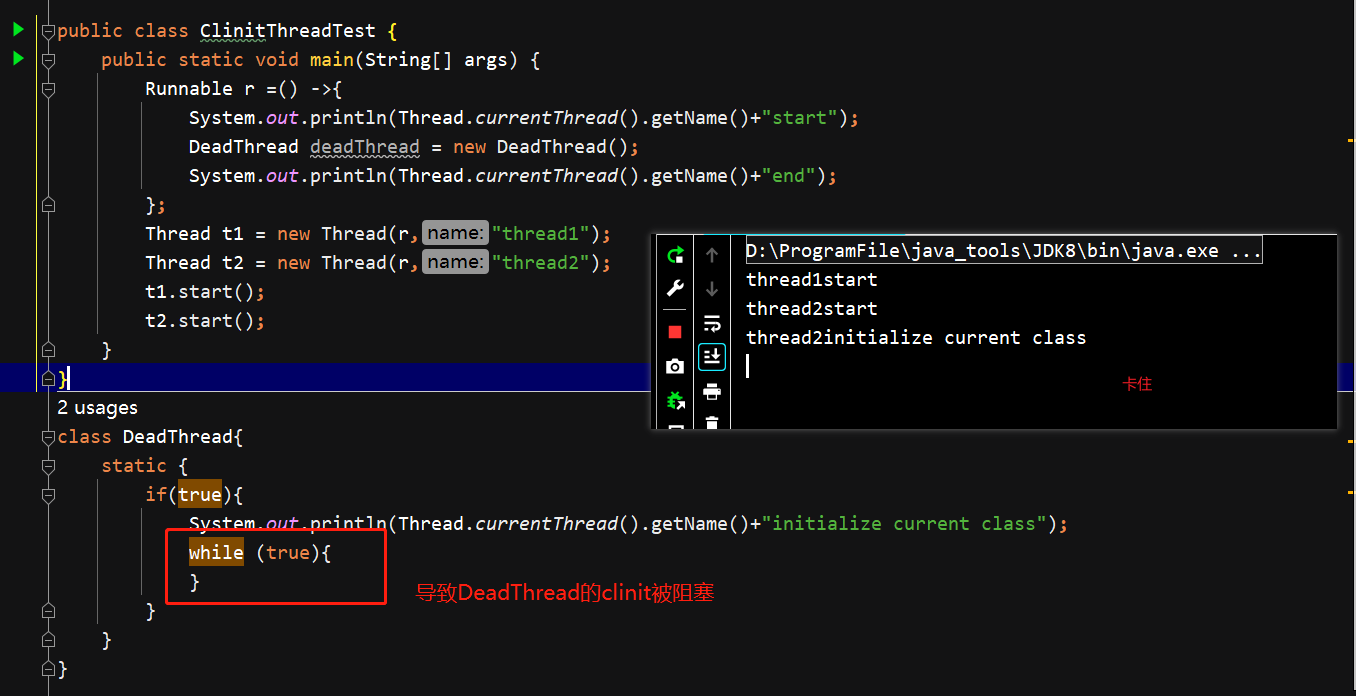 public class ClinitThreadTest {
public static void main(String[] args) {
Runnable r =() ->{
System.out.println(Thread.currentThread().getName()+"start");
DeadThread deadThread = new DeadThread();
System.out.println(Thread.currentThread().getName()+"end");
};
Thread t1 = new Thread(r, name: "thread1");
Thread t2 = new Thread(r, name: "thread2");
t1.start();
t2.start();
}
}
D:\ProgramFile\java_tools\JDK8\bin\java.exe ...
thread1start
thread2start
thread2initialize current class
卡住
2 usages
class DeadThread{
static {
if(true){
System.out.println(Thread.currentThread().getName()+"initialize current class");
while (true){
}
导致DeadThread的clinit被阻塞
}
}
}